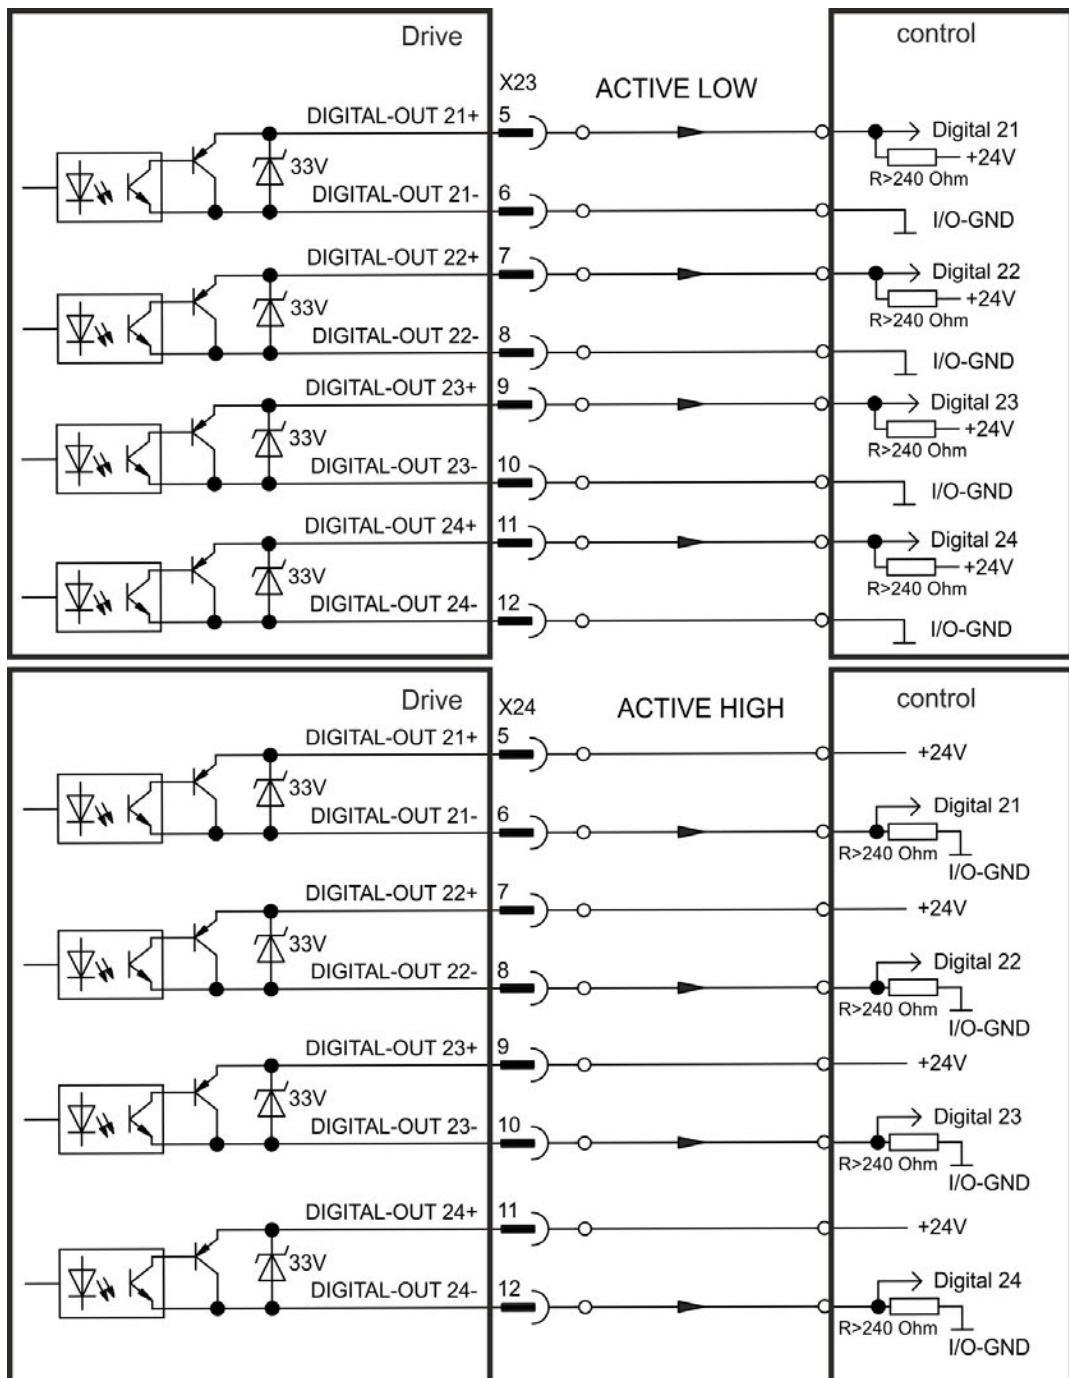 Drive
control
X23
ACTIVE LOW
DIGITAL-OUT 21+
5
Digital 21
33V
+24V
R>240 Ohm
DIGITAL-OUT 21-
6
I/O-GND
DIGITAL-OUT 22+
7
Digital 22
33V
+24V
R>240 Ohm
DIGITAL-OUT 22-
8
I/O-GND
DIGITAL-OUT 23+
9
Digital 23
33V
+24V
R>240 Ohm
DIGITAL-OUT 23-
10
I/O-GND
DIGITAL-OUT 24+
11
Digital 24
33V
+24V
R>240 Ohm
DIGITAL-OUT 24-
12
I/O-GND
Drive
control
X24
ACTIVE HIGH
DIGITAL-OUT 21+
5
+24V
33V
DIGITAL-OUT 21-
6
Digital 21
R>240 Ohm
I/O-GND
DIGITAL-OUT 22+
7
+24V
33V
DIGITAL-OUT 22-
8
Digital 22
R>240 Ohm
I/O-GND
DIGITAL-OUT 23+
9
+24V
33V
DIGITAL-OUT 23-
10
Digital 23
R>240 Ohm
I/O-GND
DIGITAL-OUT 24+
11
+24V
33V
DIGITAL-OUT 24-
12
Digital 24
R>240 Ohm
I/O-GND